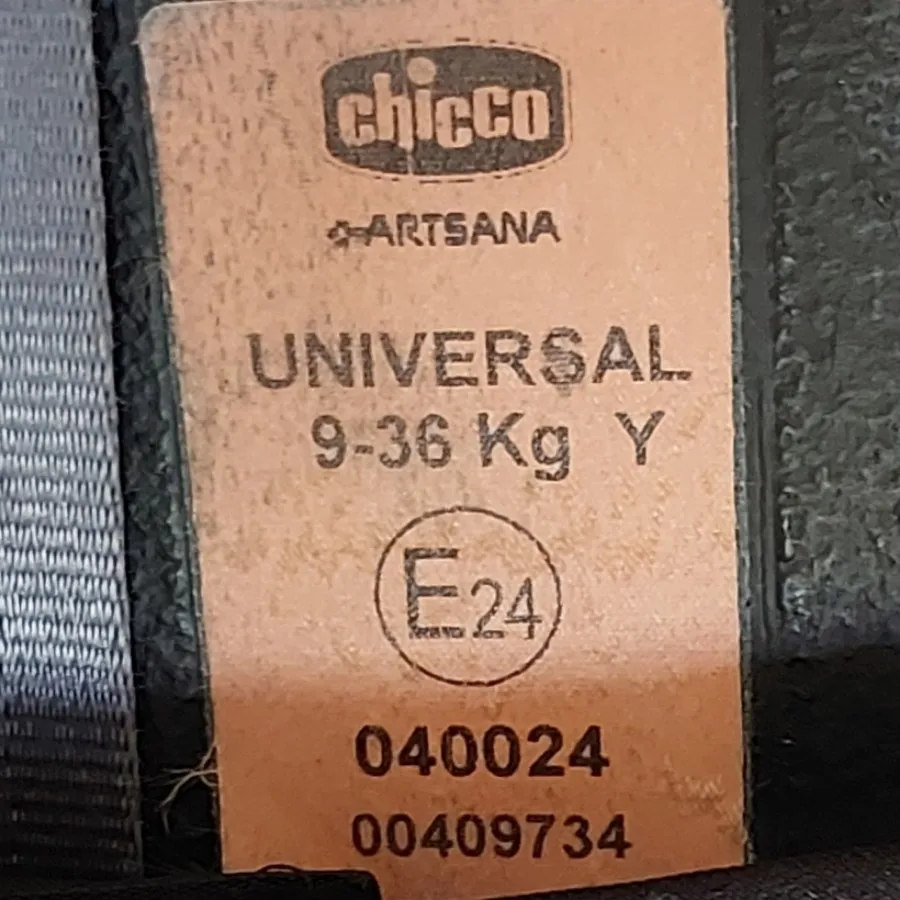 chicco
ARTSANA
UNIVERSAL
9-36 Kg Y
E24
040024
00409734